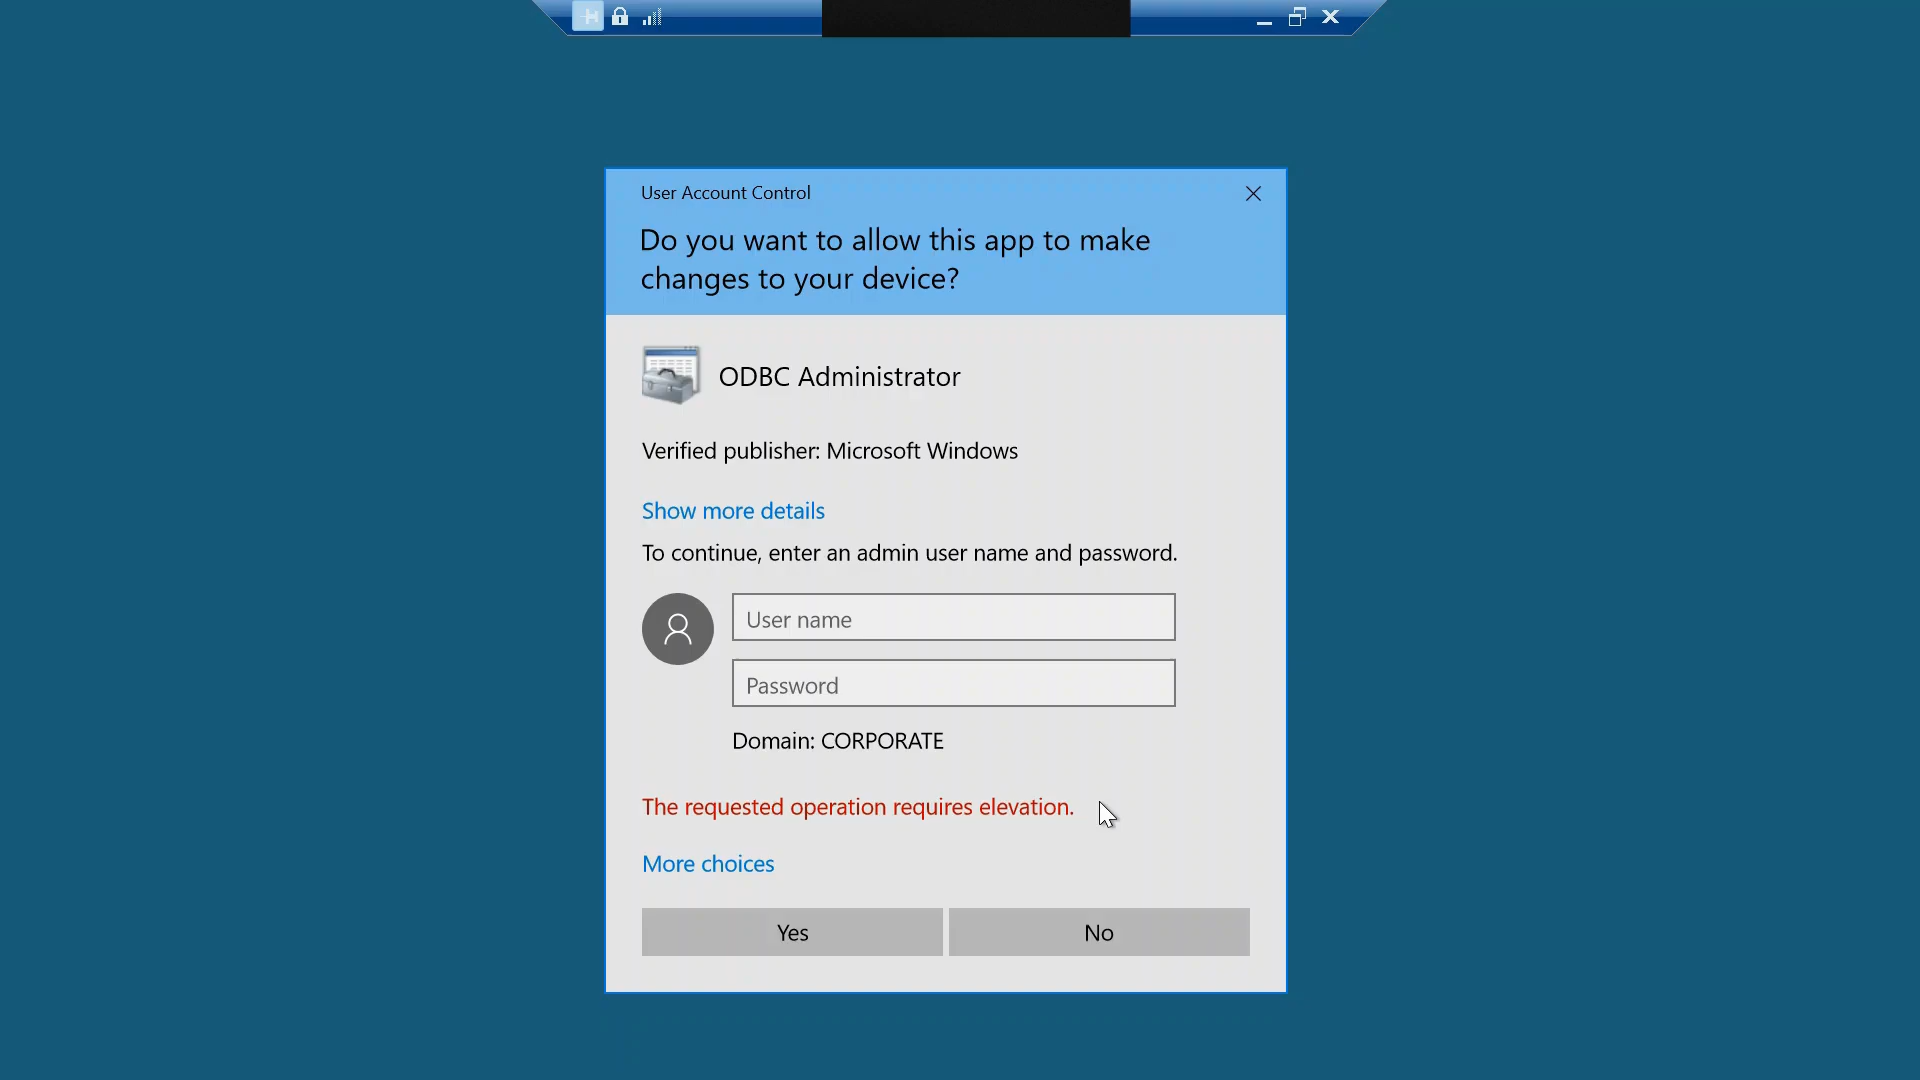 User Account Control
Do you want to allow this app to make
changes to your device?
ODBC Administrator
Verified publisher: Microsoft Windows
Show more details
To continue, enter an admin user name and password.
User name
Password
Domain: CORPORATE
The requested operation requires elevation.
More choices
Yes
No